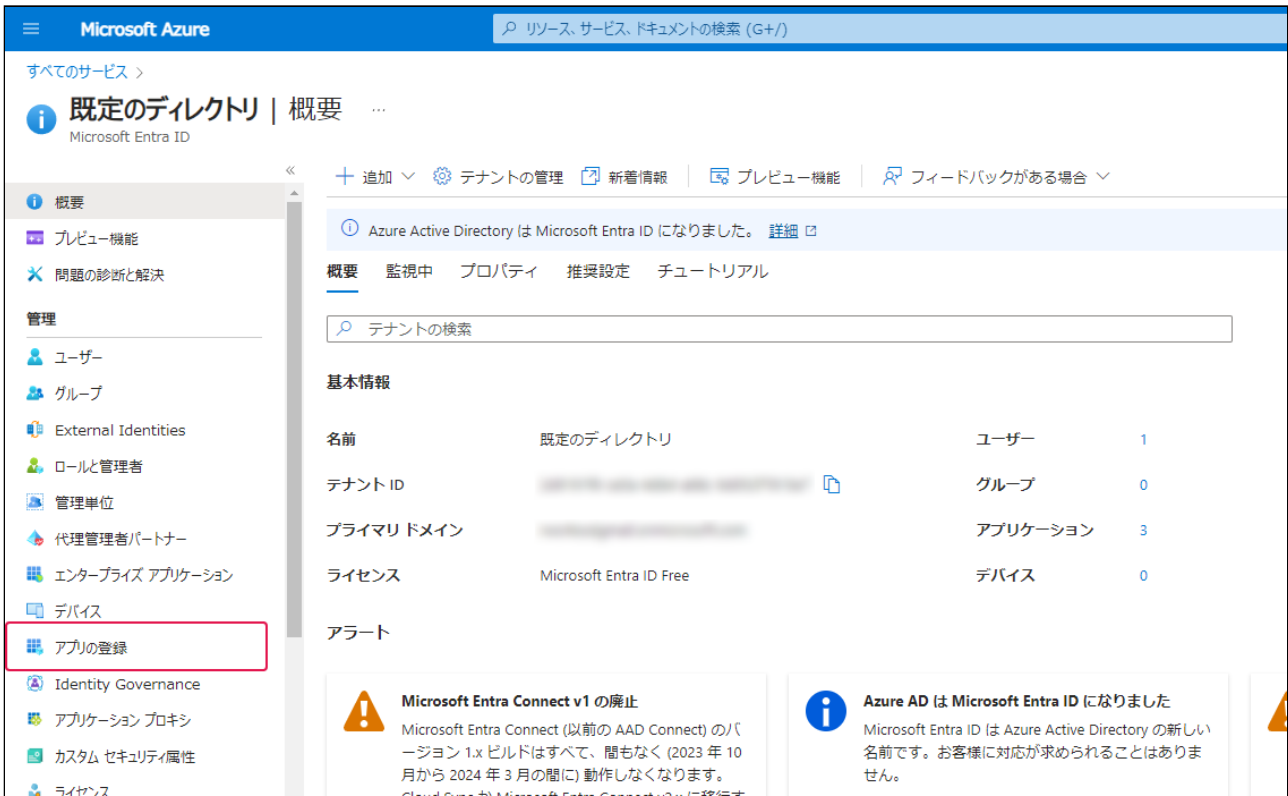 Microsoft Azure
リソース、サービス、ドキュメントの検索 (G+/)
すべてのサービス >
既定のディレクトリ | 概要 …
Microsoft Entra ID
«
概要
プレビュー機能
問題の診断と解決
管理
ユーザー
グループ
External Identities
ロールと管理者
管理単位
代理管理者パートナー
エンタープライズ アプリケーション
デバイス
アプリの登録
Identity Governance
アプリケーション プロキシ
カスタム セキュリティ属性
ライセンス
追加 テナントの管理 新着情報 プレビュー機能 フィードバックがある場合
Azure Active Directory は Microsoft Entra ID になりました。 詳細
概要 監視中 プロパティ 推奨設定 チュートリアル
テナントの検索
基本情報
名前 既定のディレクトリ ユーザー 1
テナント ID グループ 0
プライマリ ドメイン アプリケーション 3
ライセンス Microsoft Entra ID Free デバイス 0
アラート
Microsoft Entra Connect v1 の廃止
Microsoft Entra Connect (以前の AAD Connect) のバ
ージョン 1.x ビルドはすべて、間もなく (2023 年 10
月から 2024 年 3 月の間に) 動作しなくなります。
Cloud Sync か Microsoft Entra Connect v2.x に移行す
Azure AD は Microsoft Entra ID になりました
Microsoft Entra ID は Azure Active Directory の新しい
名前です。お客様に対応が求められることはありま
せん。